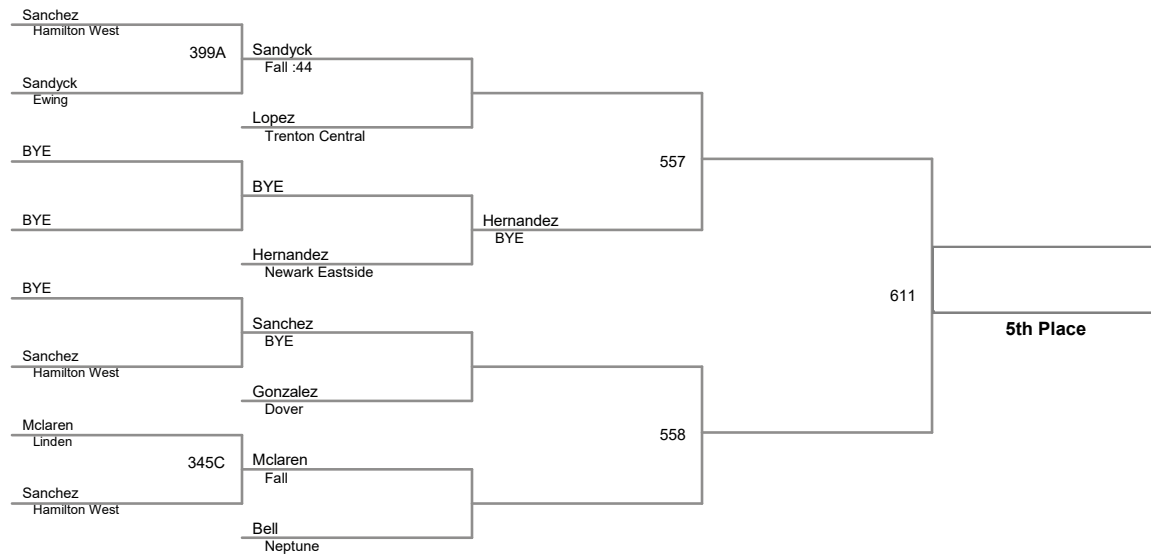 Sanchez
Hamilton West
399A
Sandyck
Fall :44
Sandyck
Ewing
Lopez
Trenton Central
BYE
557
BYE
BYE
Hernandez
BYE
Hernandez
Newark Eastside
BYE
611
Sanchez
BYE
5th Place
Sanchez
Hamilton West
Gonzalez
Dover
Mclaren
Linden
558
345C
Mclaren
Fall
Sanchez
Hamilton West
Bell
Neptune